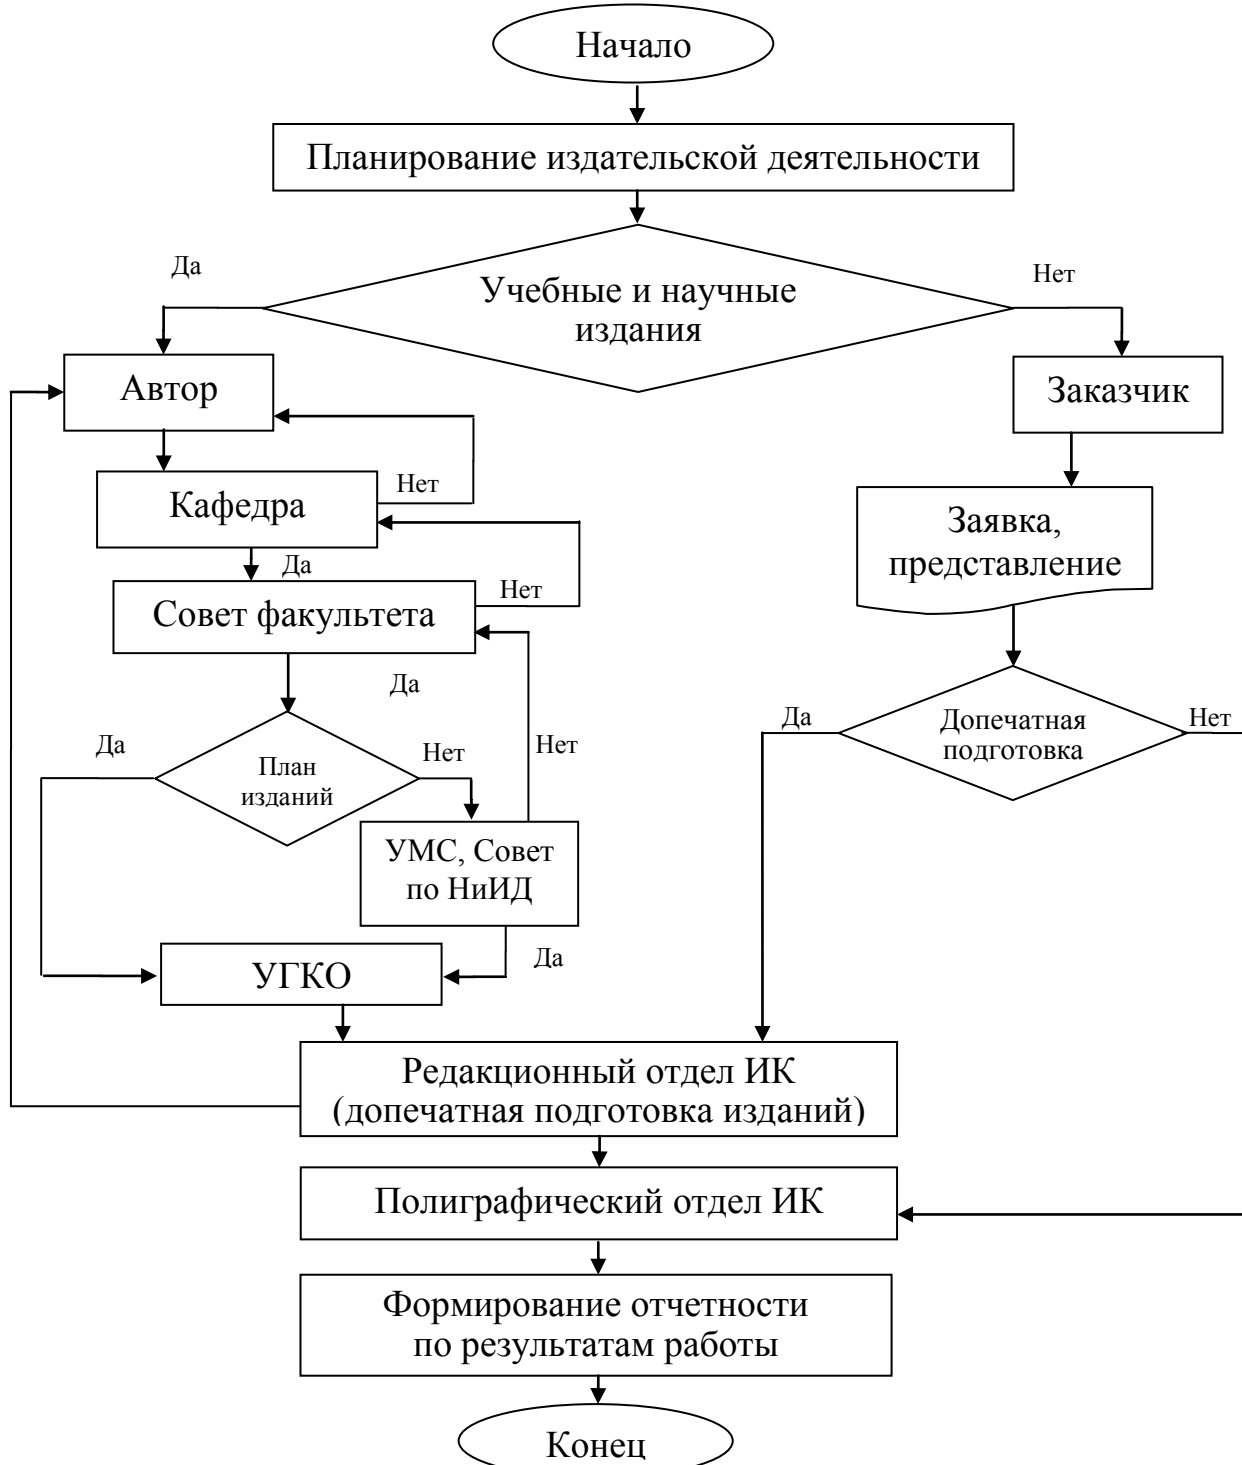 Начало
Планирование издательской деятельности
Да
Нет
Учебные и научные
издания
Автор
Заказчик
Нет
Кафедра
Заявка,
представление
Да
Нет
Совет факультета
Да
Да
Нет
Нет
План
изданий
Да
Допечатная
подготовка
Нет
УМС, Совет
по НиИД
Да
УГКО
Редакционный отдел ИК
(допечатная подготовка изданий)
Полиграфический отдел ИК
Формирование отчетности
по результатам работы
Конец